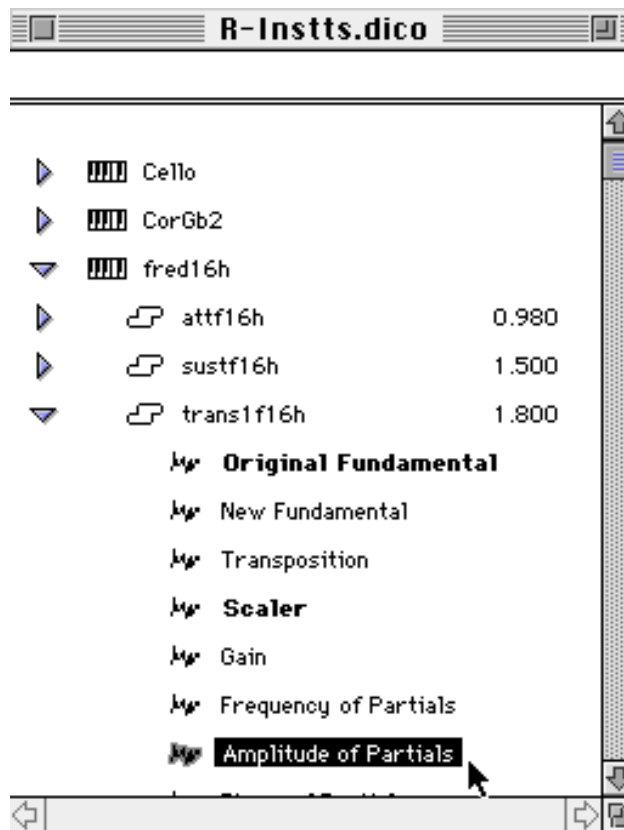 R-Instts.dico
Cello
CorGb2
fred16h
attf16h 0.980
sustf16h 1.500
trans1f16h 1.800
Original Fundamental
New Fundamental
Transposition
Scaler
Gain
Frequency of Partials
Amplitude of Partials